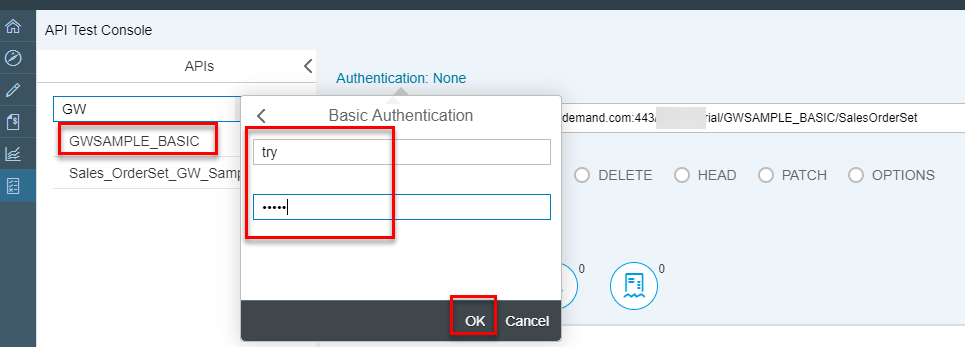 API Test Console
APIs
Authentication: None
GW
Basic Authentication
demand.com:443/ rial/GWSAMPLE_BASIC/SalesOrderSet
GWSAMPLE_BASIC
try
Sales_OrderSet_GW_Samp
DELETE HEAD PATCH OPTIONS
•••••
0 0
OK Cancel